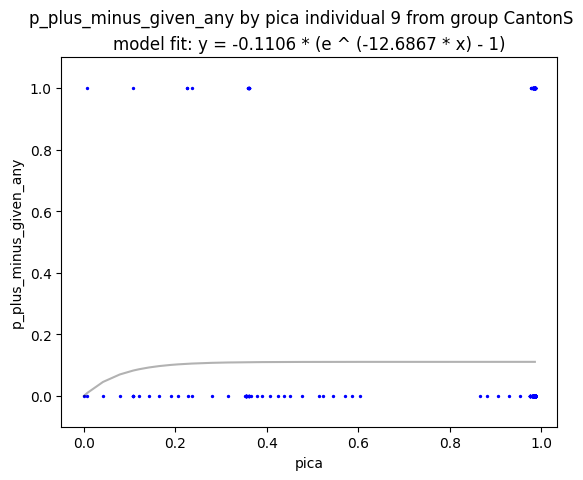 p_plus_minus_given_any by pica individual 9 from group CantonS
model fit: y = -0.1106 * (e ^ (-12.6867 * x) - 1)
p_plus_minus_given_any
1.0
0.8
0.6
0.4
0.2
0.0
0.0 0.2 0.4 0.6 0.8 1.0
pica